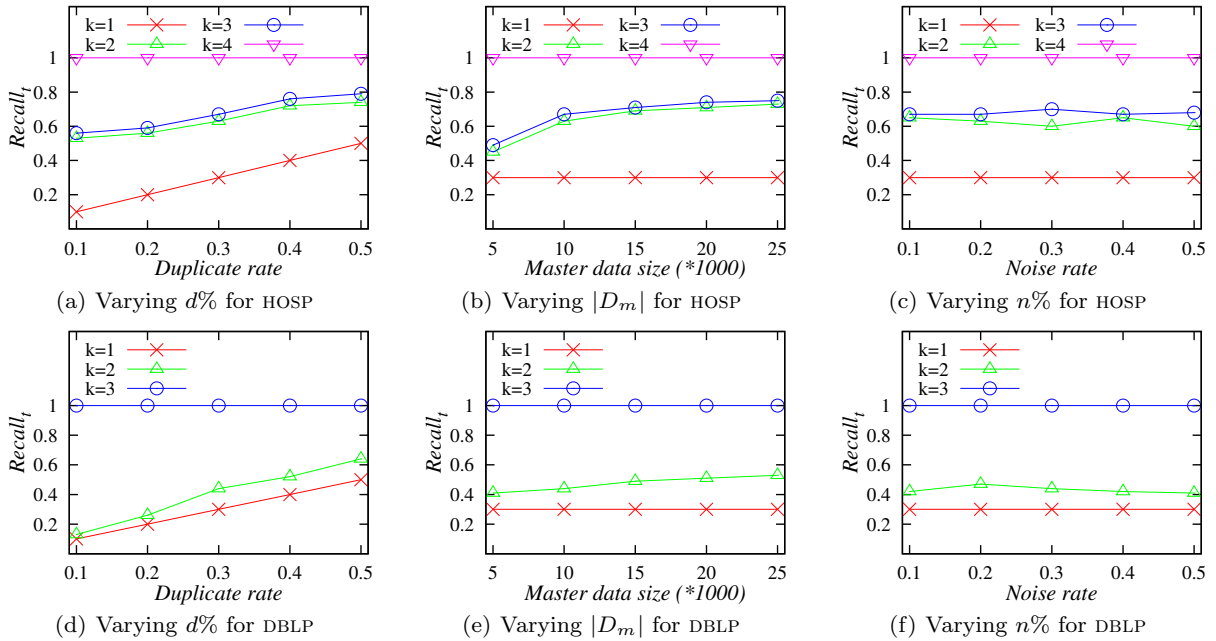 k=1 k=3
k=2 k=4
1
0.8
0.6
0.4
0.2
Recall_t
0.1 0.2 0.3 0.4 0.5
Duplicate rate
(a) Varying d% for HOSP
k=1 k=3
k=2 k=4
1
0.8
0.6
0.4
0.2
Recall_t
5 10 15 20 25
Master data size (*1000)
(b) Varying |D_m| for HOSP
k=1 k=3
k=2 k=4
1
0.8
0.6
0.4
0.2
Recall_t
0.1 0.2 0.3 0.4 0.5
Noise rate
(c) Varying n% for HOSP
k=1
k=2
k=3
1
0.8
0.6
0.4
0.2
Recall_t
0.1 0.2 0.3 0.4 0.5
Duplicate rate
(d) Varying d% for DBLP
k=1
k=2
k=3
1
0.8
0.6
0.4
0.2
Recall_t
5 10 15 20 25
Master data size (*1000)
(e) Varying |D_m| for DBLP
k=1
k=2
k=3
1
0.8
0.6
0.4
0.2
Recall_t
0.1 0.2 0.3 0.4 0.5
Noise rate
(f) Varying n% for DBLP